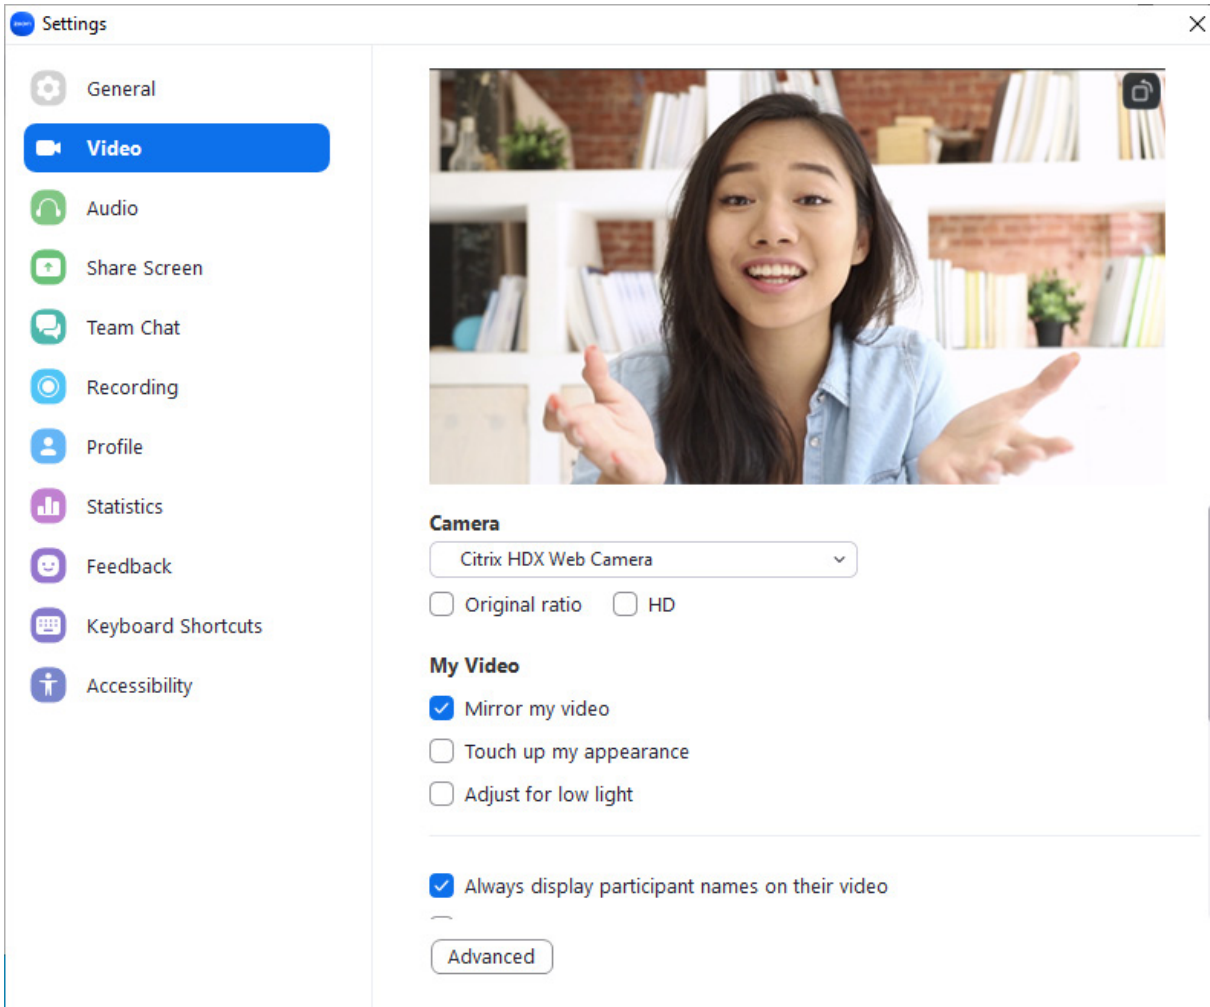 Settings
General
Video
Audio
Share Screen
Team Chat
Recording
Profile
Statistics
Feedback
Keyboard Shortcuts
Accessibility
Camera
Citrix HDX Web Camera
Original ratio HD
My Video
Mirror my video
Touch up my appearance
Adjust for low light
Always display participant names on their video
Advanced